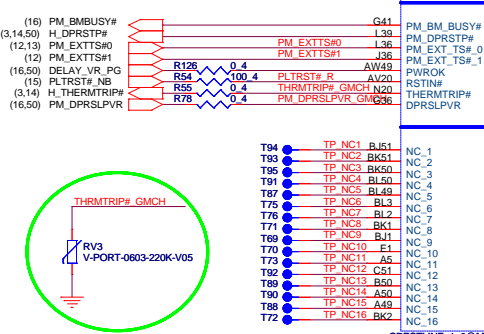 (16) PM_BMBUSY# G41 PM_BM_BUSY#
(3,14,50) H_DPRSTP# L39 PM_DPRSTP#
(12,13) PM_EXTTS#0 PM_EXTTS#0 L36 PM_EXT_TS#_0
(12) PM_EXTTS#1 PM_EXTTS#1 J36 PM_EXT_TS#_1
(16,50) DELAY_VR_PG R126 0_4 AW49 PWROK
(15) PLTRST#_NB R54 100_4 PLTRST#_R AV20 RSTIN#
(3,14) H_THERMTRIP# R55 0_4 THRMTRIP#_GMCH N20 THERMTRIP#
(16,50) PM_DPRSLPVR R78 0_4 PM_DPRSLPVR_GMCH G36 DPRSLPVR
T94 TP_NC1 BJ51 NC_1
T93 TP_NC2 BK51 NC_2
T95 TP_NC3 BK50 NC_3
T91 TP_NC4 BL50 NC_4
T87 TP_NC5 BL49 NC_5
T75 TP_NC6 BL3 NC_6
T76 TP_NC7 BL2 NC_7
T71 TP_NC8 BK1 NC_8
T69 TP_NC9 BJ1 NC_9
T70 TP_NC10 E1 NC_10
T73 TP_NC11 A5 NC_11
T92 TP_NC12 C51 NC_12
T89 TP_NC13 B50 NC_13
T90 TP_NC14 A50 NC_14
T88 TP_NC15 A49 NC_15
T72 TP_NC16 BK2 NC_16
THRMTRIP#_GMCH
RV3
V-PORT-0603-220K-V05